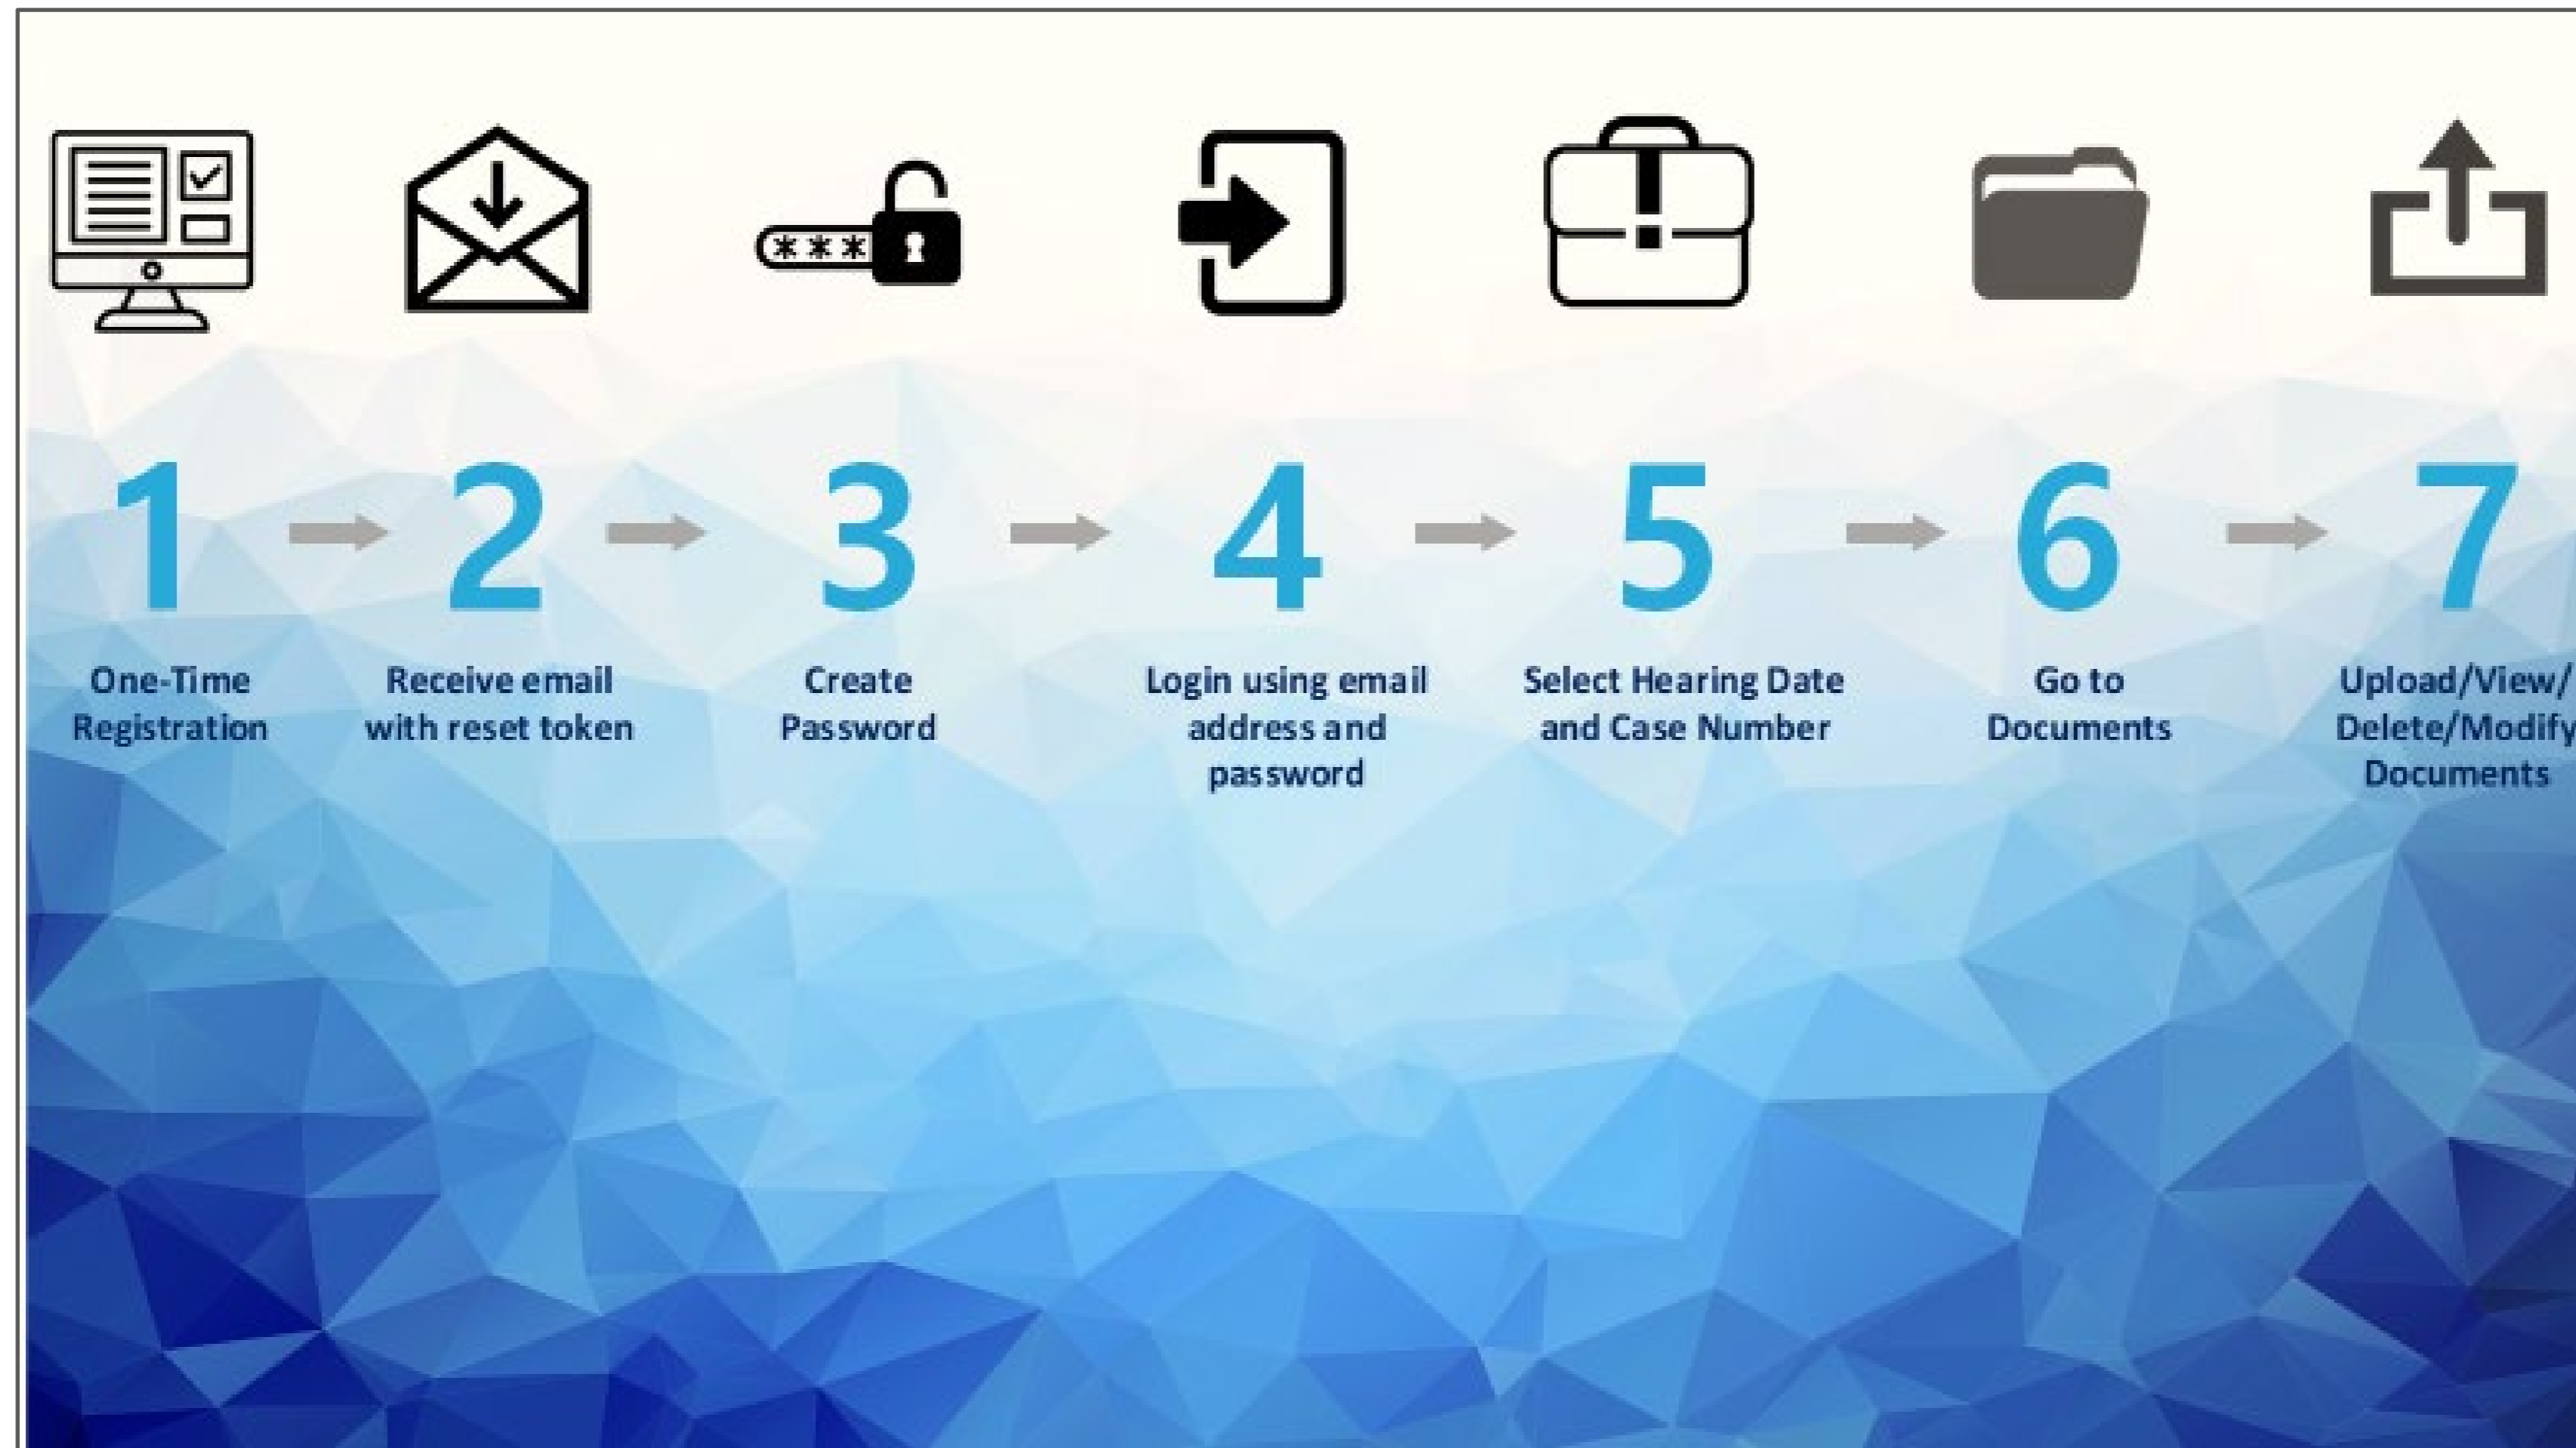 ***
1
2
3
4
5
6
7
One-Time
Registration
Receive email
with reset token
Create
Password
Login using email
address and
password
Select Hearing Date
and Case Number
Go to
Documents
Upload/View/
Delete/Modify
Documents